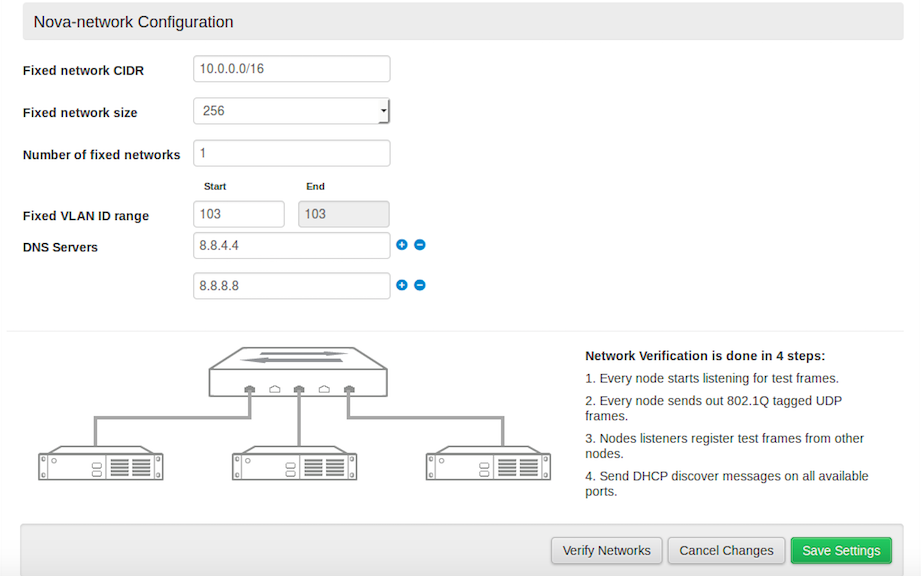 Nova-network Configuration
Fixed network CIDR 10.0.0.0/16
Fixed network size 256
Number of fixed networks 1
Start End
Fixed VLAN ID range 103 103
DNS Servers 8.8.4.4
8.8.8.8
Network Verification is done in 4 steps:
1. Every node starts listening for test frames.
2. Every node sends out 802.1Q tagged UDP
frames.
3. Nodes listeners register test frames from other
nodes.
4. Send DHCP discover messages on all available
ports.
Verify Networks Cancel Changes Save Settings